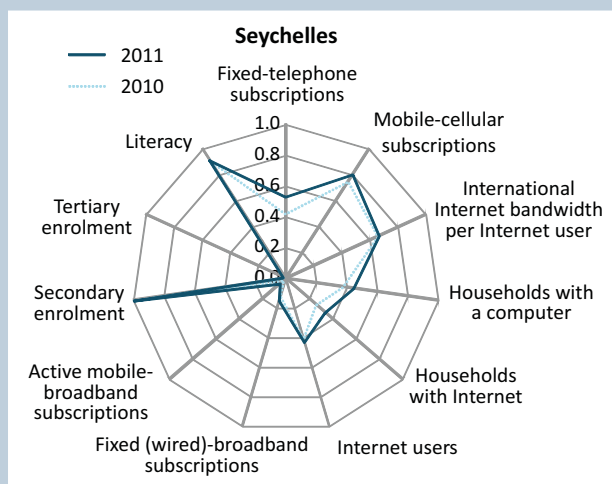 Seychelles
2011
2010
Fixed-telephone
subscriptions
Mobile-cellular
subscriptions
International
Internet bandwidth
per Internet user
Households with
a computer
Households
with Internet
Internet users
Fixed (wired)-broadband
subscriptions
Active mobile-
broadband
subscriptions
Secondary
enrolment
Tertiary
enrolment
Literacy
1.0
0.8
0.6
0.4
0.2
0.0